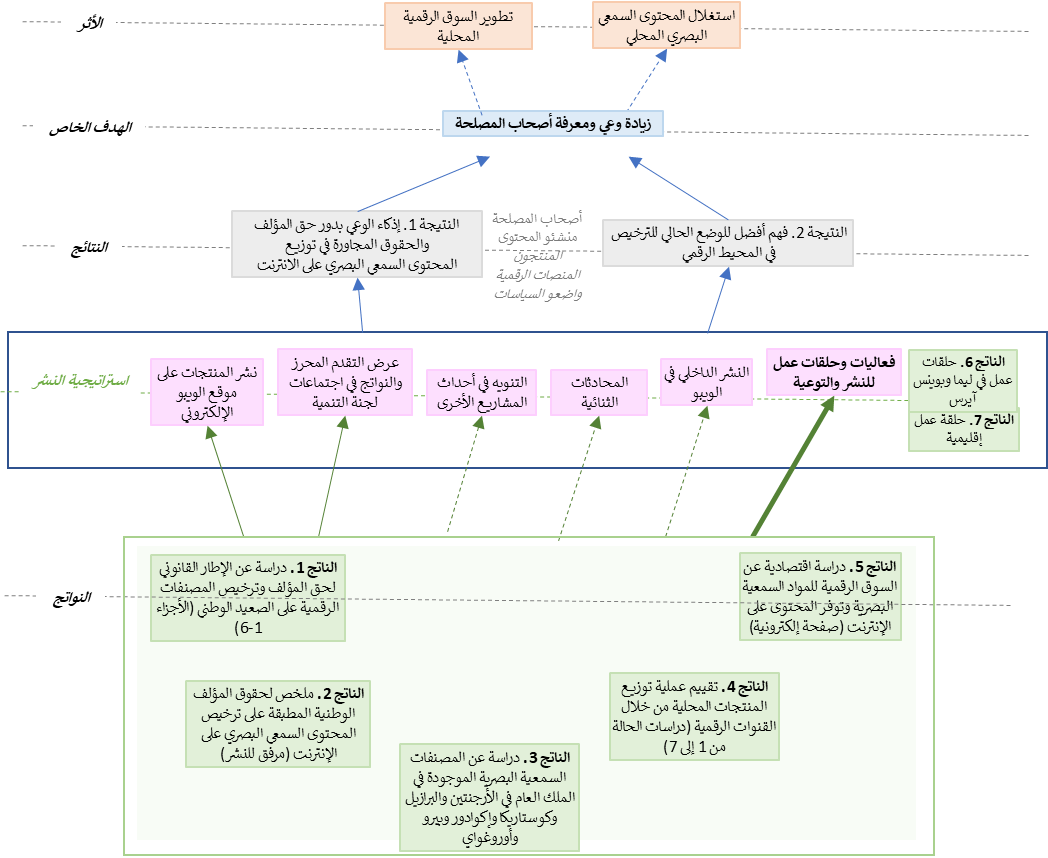 الأثر
استغلال المحتوى السمعي
البصري المحلي
تطوير السوق الرقمية
المحلية
الهدف الخاص
زيادة وعي ومعرفة أصحاب المصلحة
النتائج
النتيجة 2. فهم أفضل للوضع الحالي للترخيص
في المحيط الرقمي
أصحاب المصلحة
منشئو المحتوى
المنتجون
المنصات الرقمية
واضعو السياسات
النتيجة 1. إذكاء الوعي بدور حق المؤلف
والحقوق المجاورة في توزيع
المحتوى السمعي البصري على الانترنت
استراتيجية النشر
الناتج 6. حلقات
عمل في ليما وبوينس
آيرس
الناتج 7. حلقة عمل
إقليمية
فعاليات وحلقات عمل
للنشر والتوعية
النشر الداخلي في
الويبو
المحادثات
الثنائية
التنويه في أحداث
المشاريع الأخرى
عرض التقدم المحرز
والنواتج في اجتماعات
لجنة التنمية
نشر المنتجات على
موقع الويبو
الإلكتروني
النواتج
الناتج 5. دراسة اقتصادية عن
السوق الرقمية للمواد السمعية
البصرية وتوفر المحتوى على
الإنترنت (صفحة إلكترونية)
الناتج 1. دراسة عن الإطار القانوني
لحق المؤلف وترخيص المصنفات
الرقمية على الصعيد الوطني (الأجزاء
1-6)
الناتج 4. تقييم عملية توزيع
المنتجات المحلية من خلال
القنوات الرقمية (دراسات الحالة
من 1 إلى 7)
الناتج 2. ملخص لحقوق المؤلف
الوطنية المطبقة على ترخيص
المحتوى السمعي البصري على
الإنترنت (مرفق للنشر)
الناتج 3. دراسة عن المصنفات
السمعية البصرية الموجودة في
الملك العام في الأرجنتين والبرازيل
وكوستاريكا وإكوادور وبيرو
وأوروغواي